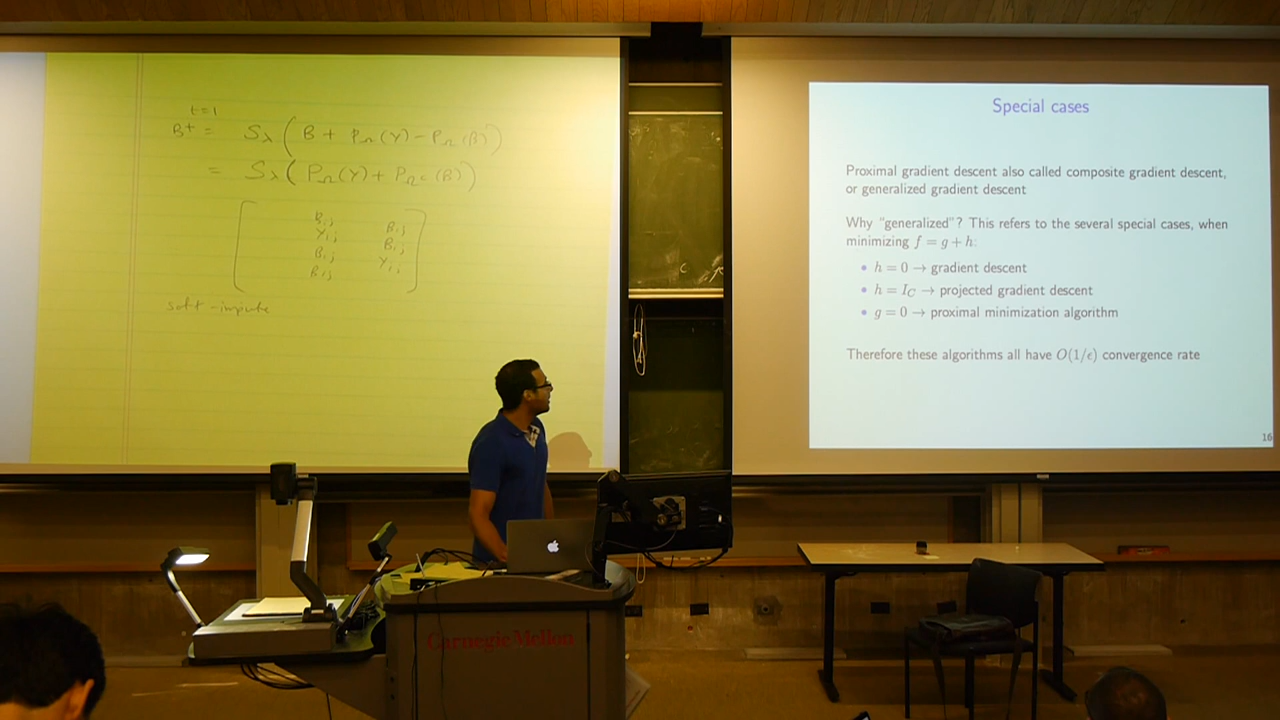 t=1
B⁺ = S_λ ( B + P_Ω(Y) − P_Ω(B) )
= S_λ ( P_Ω(Y) + P_Ωᶜ(B) )
B_ij
Y_ij B_ij
B_ij B_ij
B_ij Y_ij
soft-impute
Special cases
Proximal gradient descent also called composite gradient descent,
or generalized gradient descent
Why “generalized”? This refers to the several special cases, when
minimizing f = g + h:
• h = 0 → gradient descent
• h = I_C → projected gradient descent
• g = 0 → proximal minimization algorithm
Therefore these algorithms all have O(1/ϵ) convergence rate
16
Carnegie Mellon